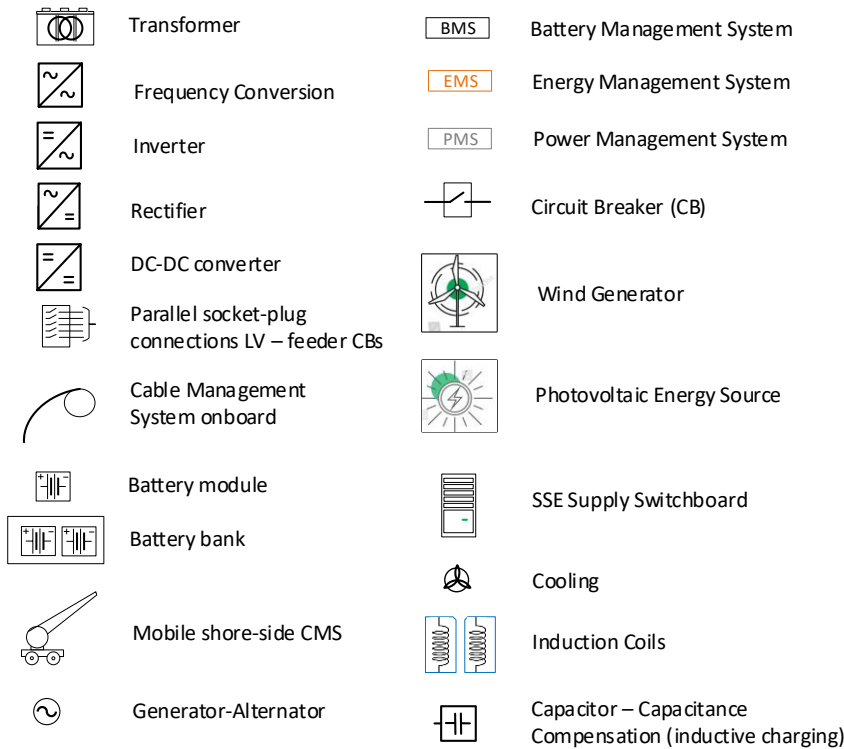 Transformer
Frequency Conversion
Inverter
Rectifier
DC-DC converter
Parallel socket-plug
connections LV – feeder CBs
Cable Management
System onboard
Battery module
Battery bank
Mobile shore-side CMS
Generator-Alternator
BMS Battery Management System
EMS Energy Management System
PMS Power Management System
Circuit Breaker (CB)
Wind Generator
Photovoltaic Energy Source
SSE Supply Switchboard
Cooling
Induction Coils
Capacitor – Capacitance
Compensation (inductive charging)